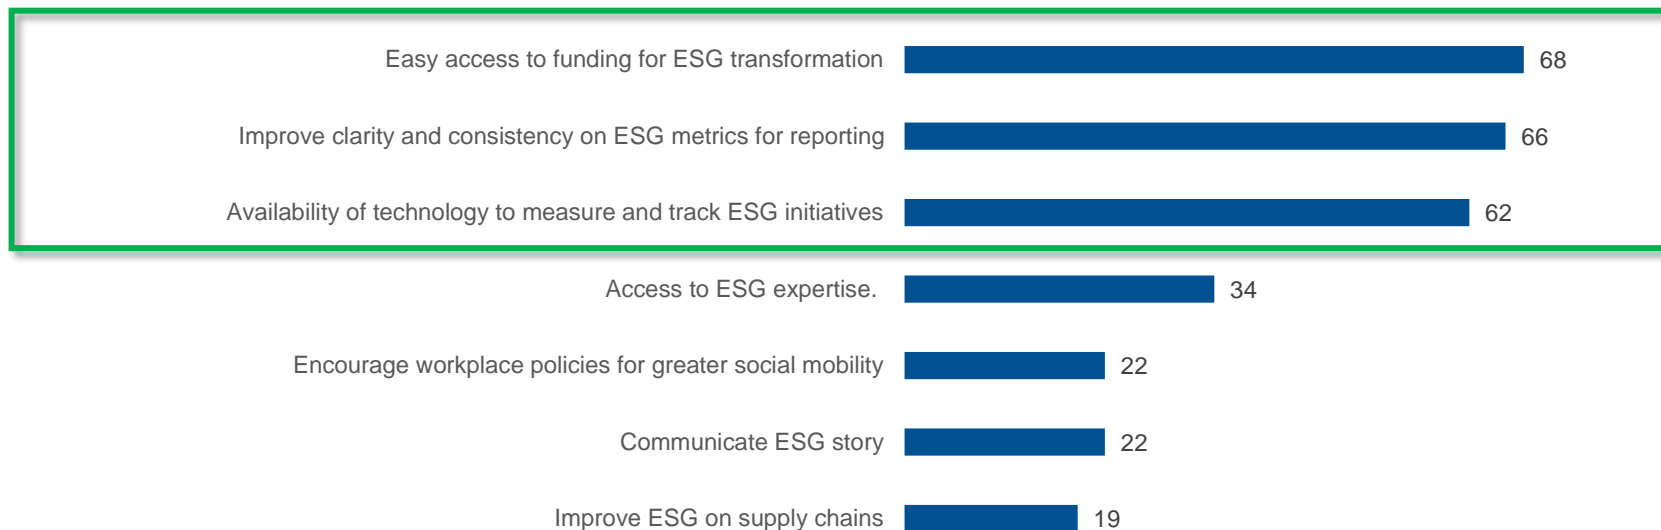 Easy access to funding for ESG transformation 68
Improve clarity and consistency on ESG metrics for reporting 66
Availability of technology to measure and track ESG initiatives 62
Access to ESG expertise. 34
Encourage workplace policies for greater social mobility 22
Communicate ESG story 22
Improve ESG on supply chains 19